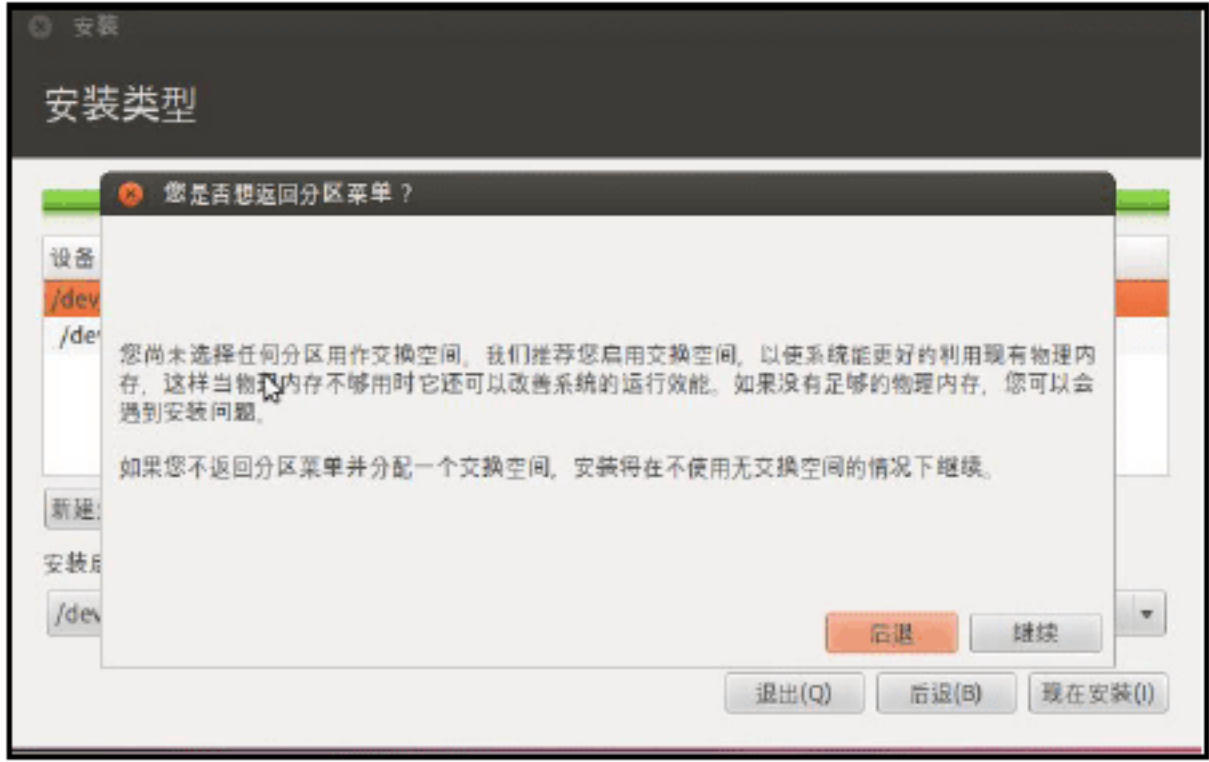 安装
安装类型
您是否想返回分区菜单？
设备
/dev
/de
您尚未选择任何分区用作交换空间。我们推荐您启用交换空间，以使系统能更好的利用现有物理内
存，这样当物理内存不够用时它还可以改善系统的运行效能。如果没有足够的物理内存，您可以会
遇到安装问题。
如果您不返回分区菜单并分配一个交换空间，安装将在不使用无交换空间的情况下继续。
新建
安装
/dev
后退
继续
退出(Q)
后退(B)
现在安装(I)